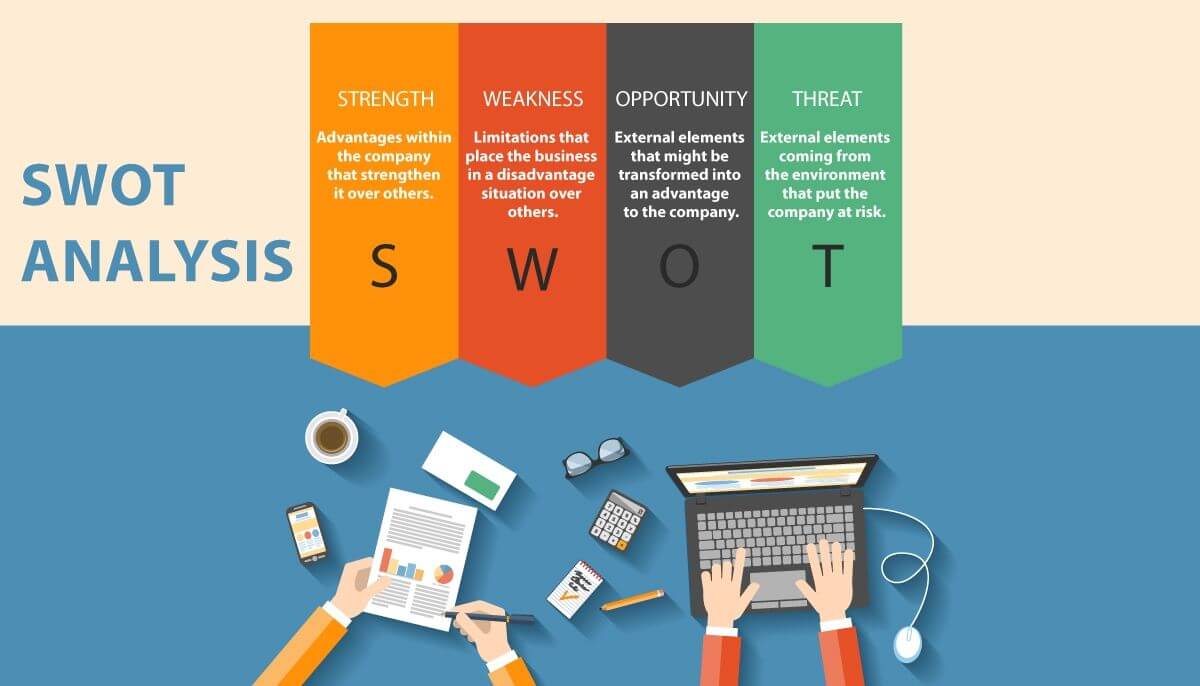 SWOT
ANALYSIS
STRENGTH
Advantages within
the company
that strengthen
it over others.
S
WEAKNESS
Limitations that
place the business
in a disadvantage
situation over
others.
W
OPPORTUNITY
External elements
that might be
transformed into
an advantage
to the company.
O
THREAT
External elements
coming from
the environment
that put the
company at risk.
T